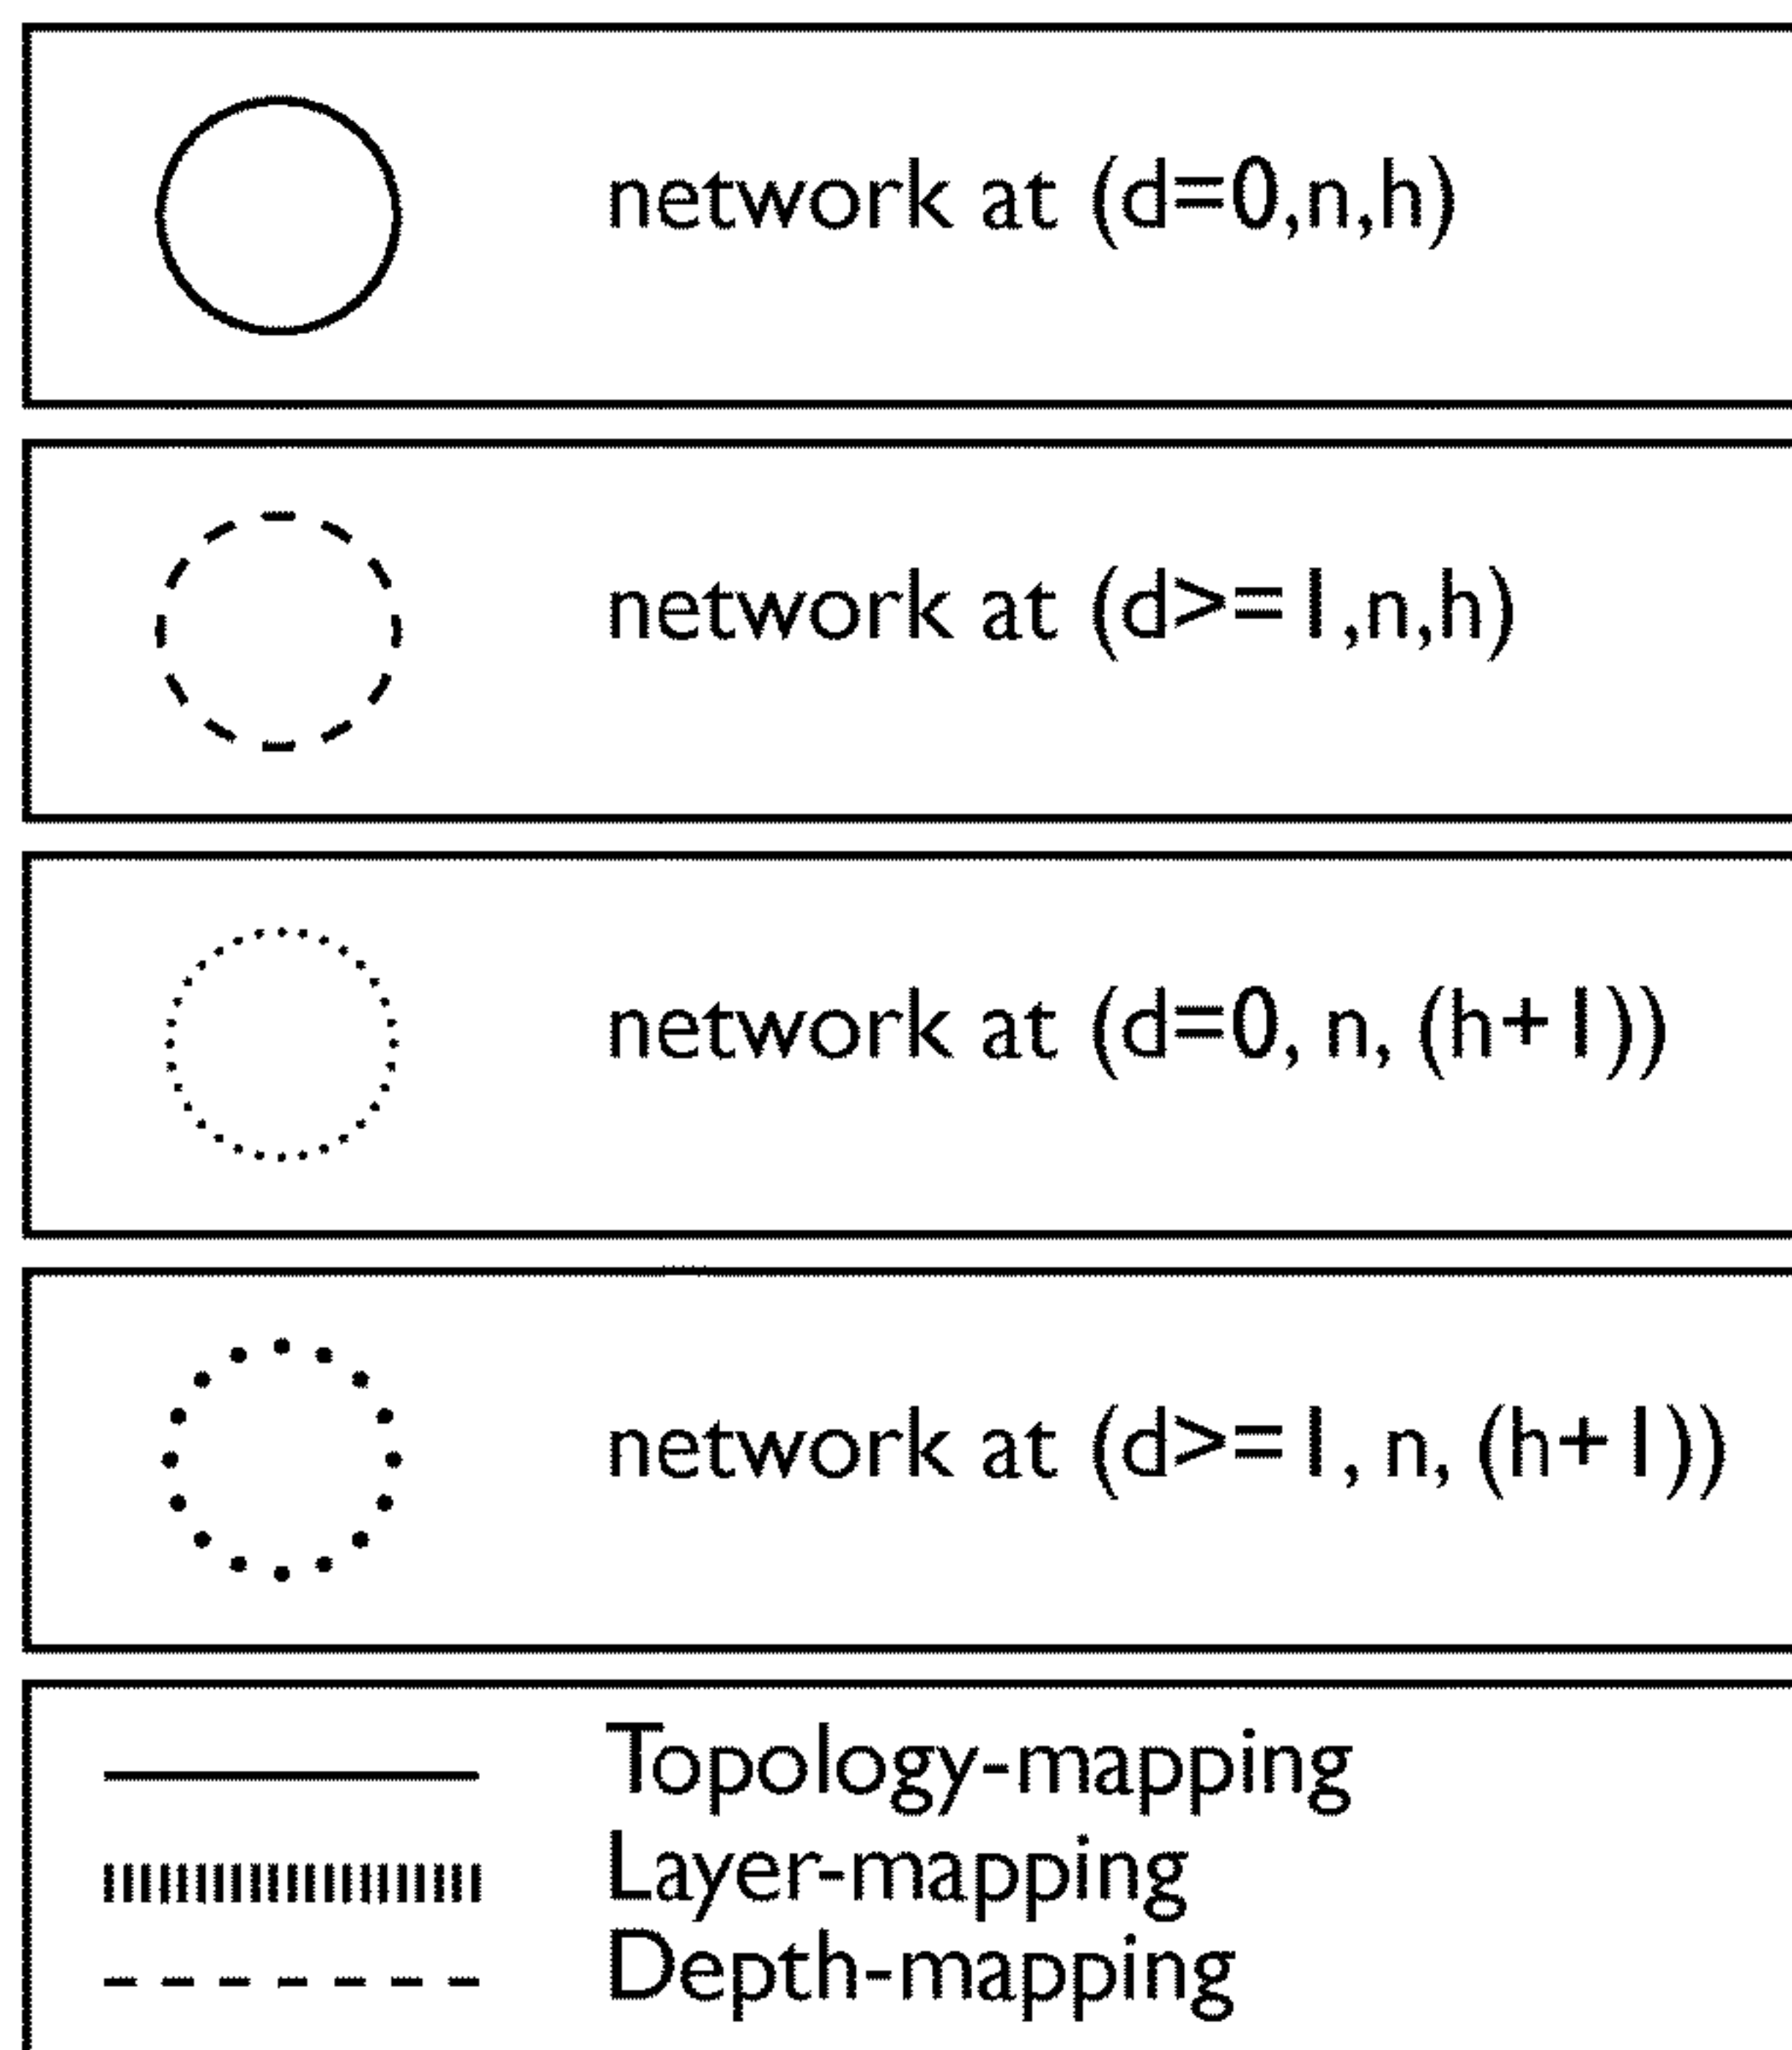 network at (d=0,n,h)
network at (d>=1,n,h)
network at (d=0, n, (h+1))
network at (d>=1, n, (h+1))
Topology-mapping
Layer-mapping
Depth-mapping